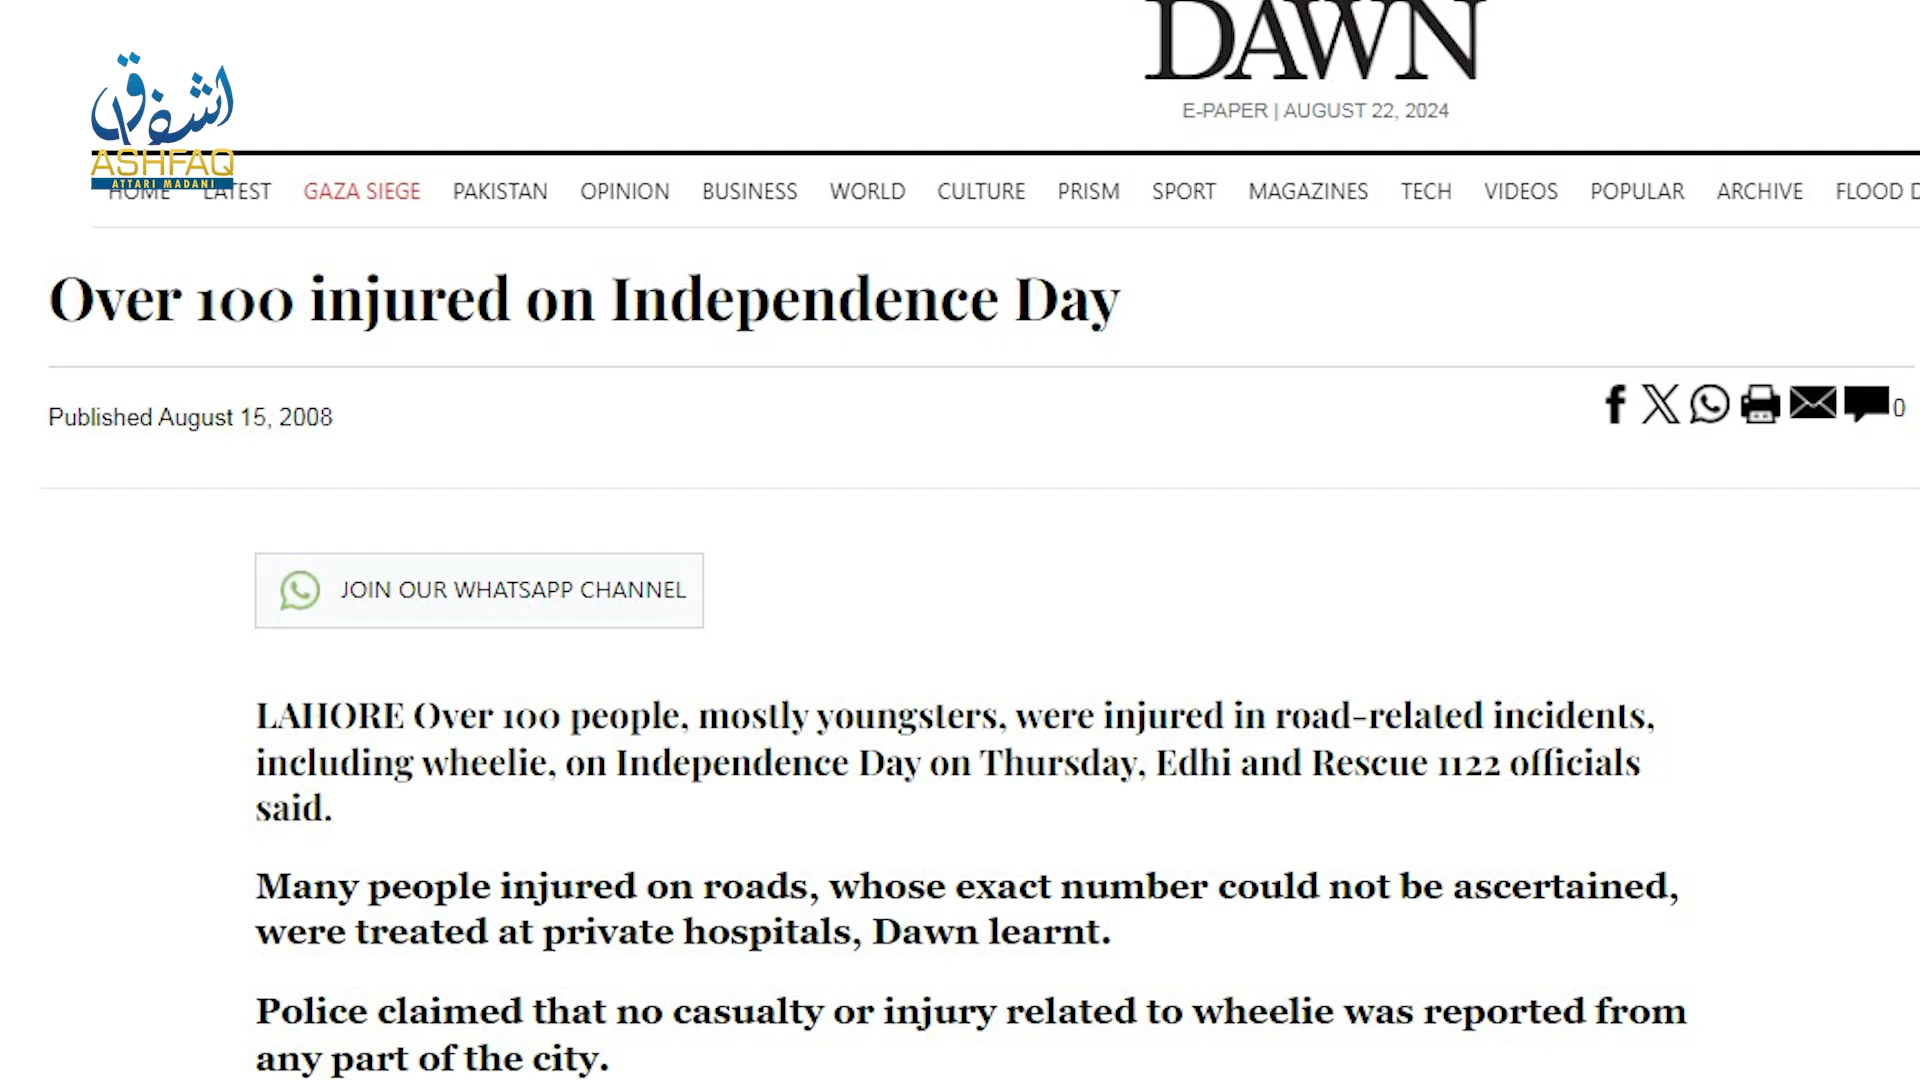 DAWN
E-PAPER | AUGUST 22, 2024
اشفاق
ASHFAQ
ATTARI MADANI
HOME LATEST GAZA SIEGE PAKISTAN OPINION BUSINESS WORLD CULTURE PRISM SPORT MAGAZINES TECH VIDEOS POPULAR ARCHIVE FLOOD D
Over 100 injured on Independence Day
Published August 15, 2008
0
JOIN OUR WHATSAPP CHANNEL
LAHORE Over 100 people, mostly youngsters, were injured in road-related incidents,
including wheelie, on Independence Day on Thursday, Edhi and Rescue 1122 officials
said.
Many people injured on roads, whose exact number could not be ascertained,
were treated at private hospitals, Dawn learnt.
Police claimed that no casualty or injury related to wheelie was reported from
any part of the city.